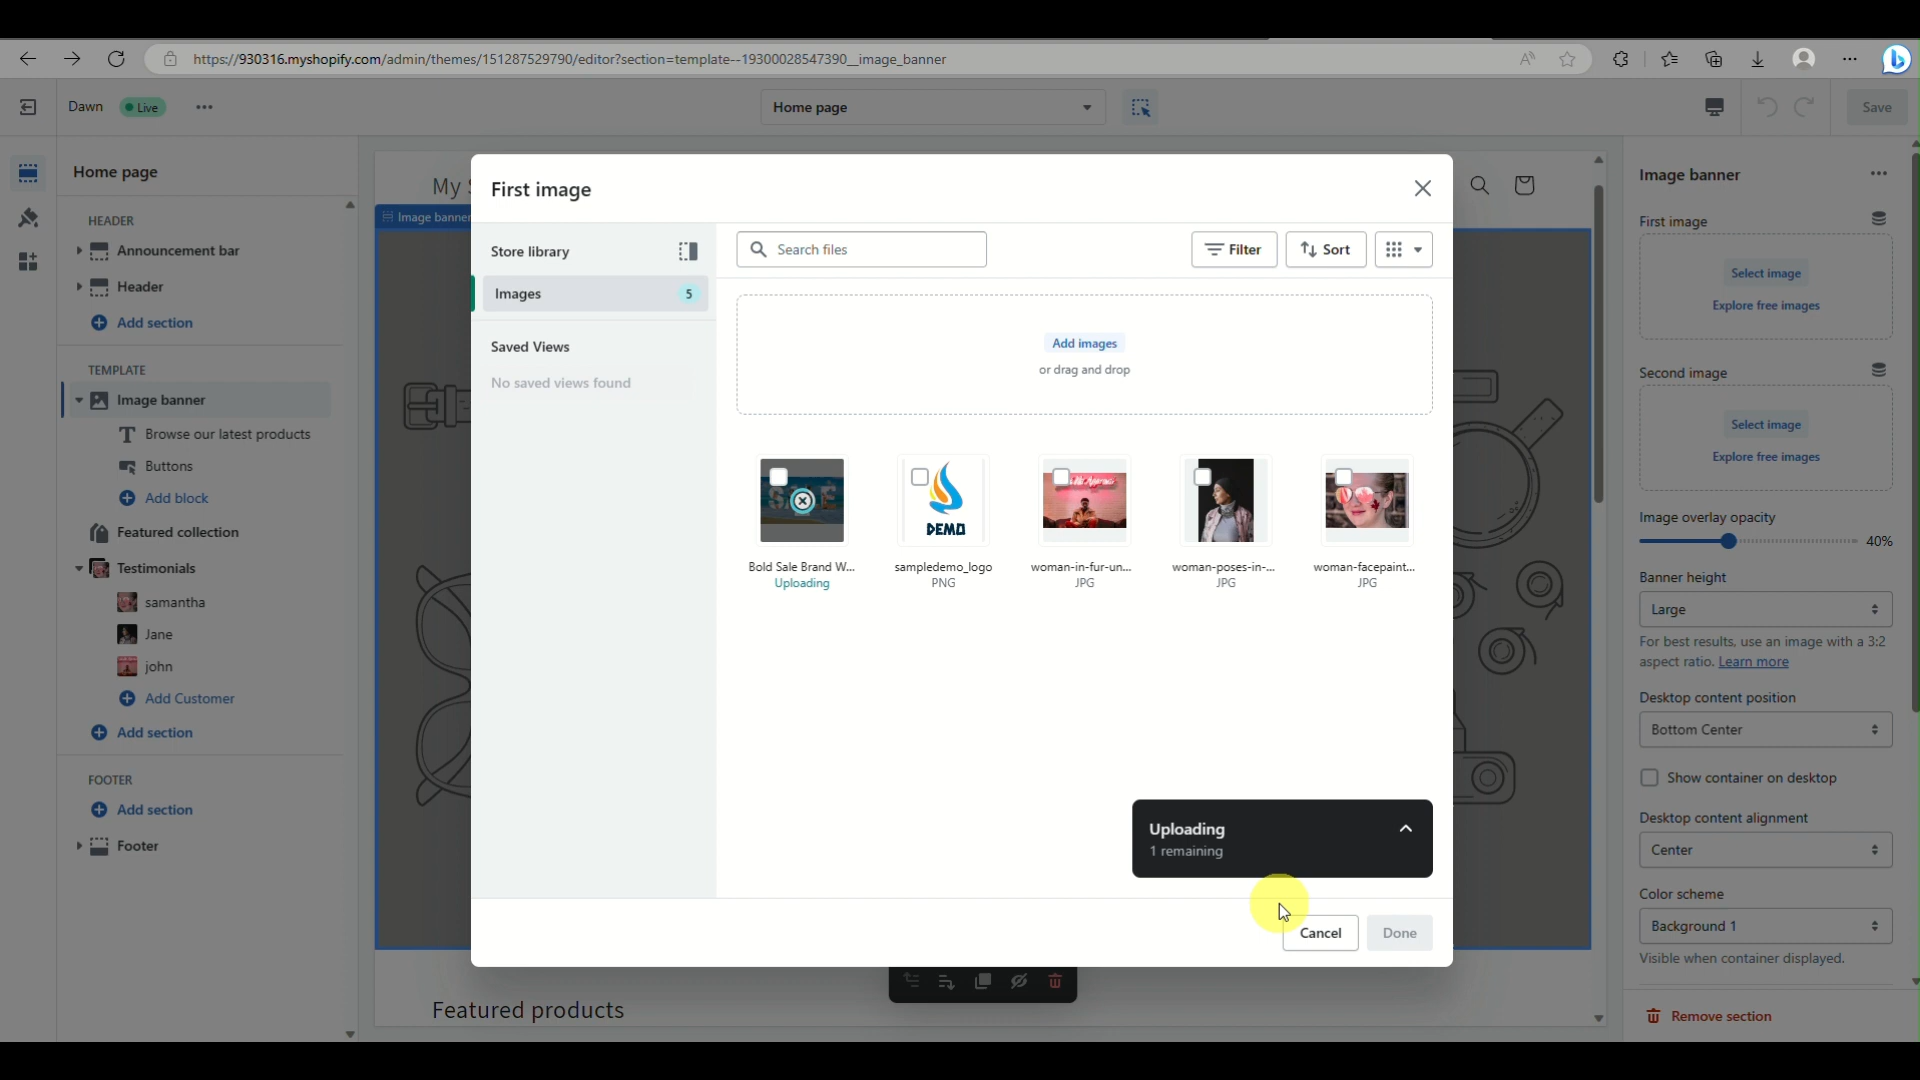 https://930316.myshopify.com/admin/themes/151287529790/editor?section=template--19300028547390__image_banner
Dawn
Live
Home page
Save
Home page
HEADER
Announcement bar
Header
Add section
TEMPLATE
Image banner
Browse our latest products
Buttons
Add block
Featured collection
Testimonials
samantha
Jane
john
Add Customer
Add section
FOOTER
Add section
Footer
My
Image banner
First image
Store library
Images 5
Saved Views
No saved views found
Search files
Filter
Sort
Add images
or drag and drop
Bold Sale Brand W...
Uploading
DEMO
sampledemo_logo
PNG
woman-in-fur-un...
JPG
woman-poses-in-...
JPG
woman-facepaint...
JPG
Uploading
1 remaining
Cancel
Done
Featured products
Image banner
First image
Select image
Explore free images
Second image
Select image
Explore free images
Image overlay opacity
40%
Banner height
Large
For best results, use an image with a 3:2
aspect ratio. Learn more
Desktop content position
Bottom Center
Show container on desktop
Desktop content alignment
Center
Color scheme
Background 1
Visible when container displayed.
Remove section